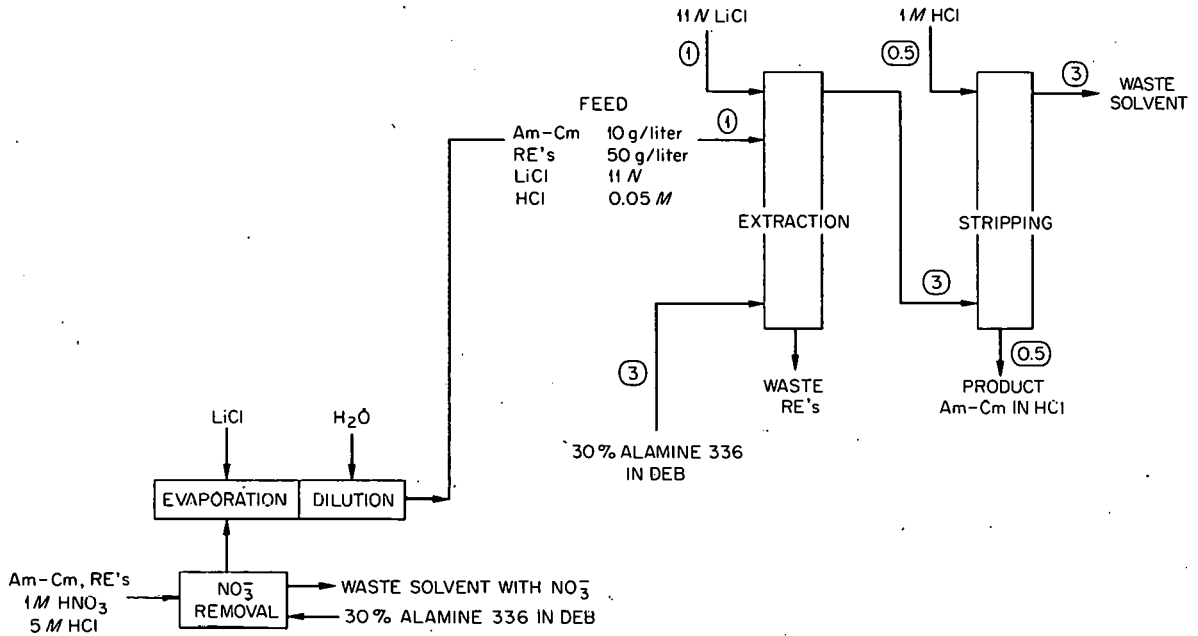 11 N LiCl
1 M HCl
1
0.5
3
WASTE
SOLVENT
FEED
Am-Cm 10 g/liter
RE's 50 g/liter
LiCl 11 N
HCl 0.05 M
1
EXTRACTION
STRIPPING
3
3
0.5
WASTE
RE's
PRODUCT
Am-Cm IN HCl
30% ALAMINE 336
IN DEB
LiCl
H₂O
EVAPORATION
DILUTION
Am-Cm, RE's
1 M HNO₃
5 M HCl
NO₃⁻
REMOVAL
WASTE SOLVENT WITH NO₃⁻
30% ALAMINE 336 IN DEB